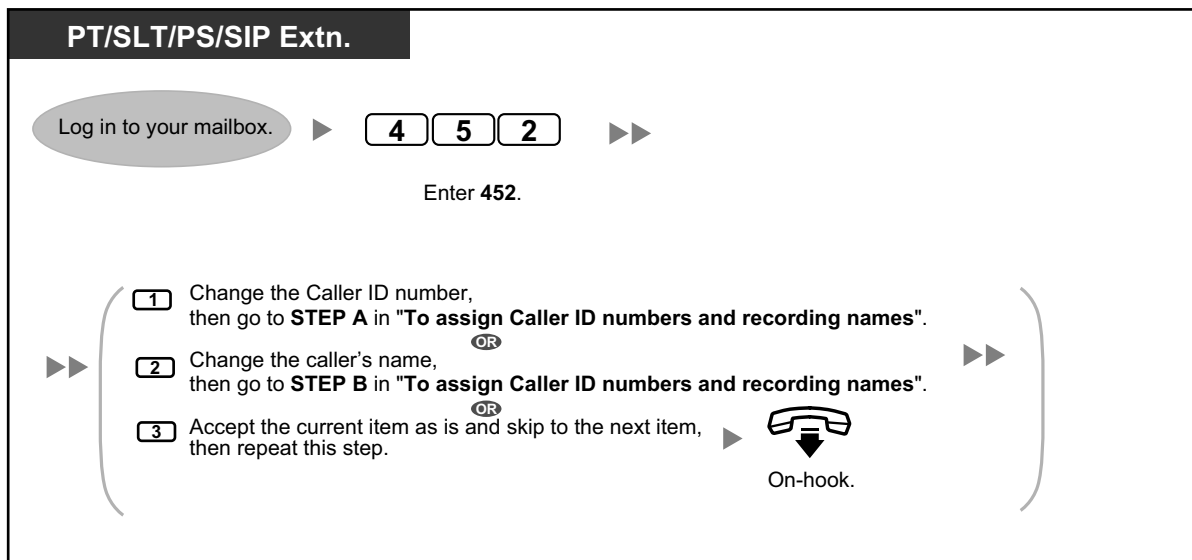 PT/SLT/PS/SIP Extn.
Log in to your mailbox.
4 5 2
Enter 452.
1 Change the Caller ID number,
then go to STEP A in "To assign Caller ID numbers and recording names".
OR
2 Change the caller's name,
then go to STEP B in "To assign Caller ID numbers and recording names".
OR
3 Accept the current item as is and skip to the next item,
then repeat this step.
On-hook.